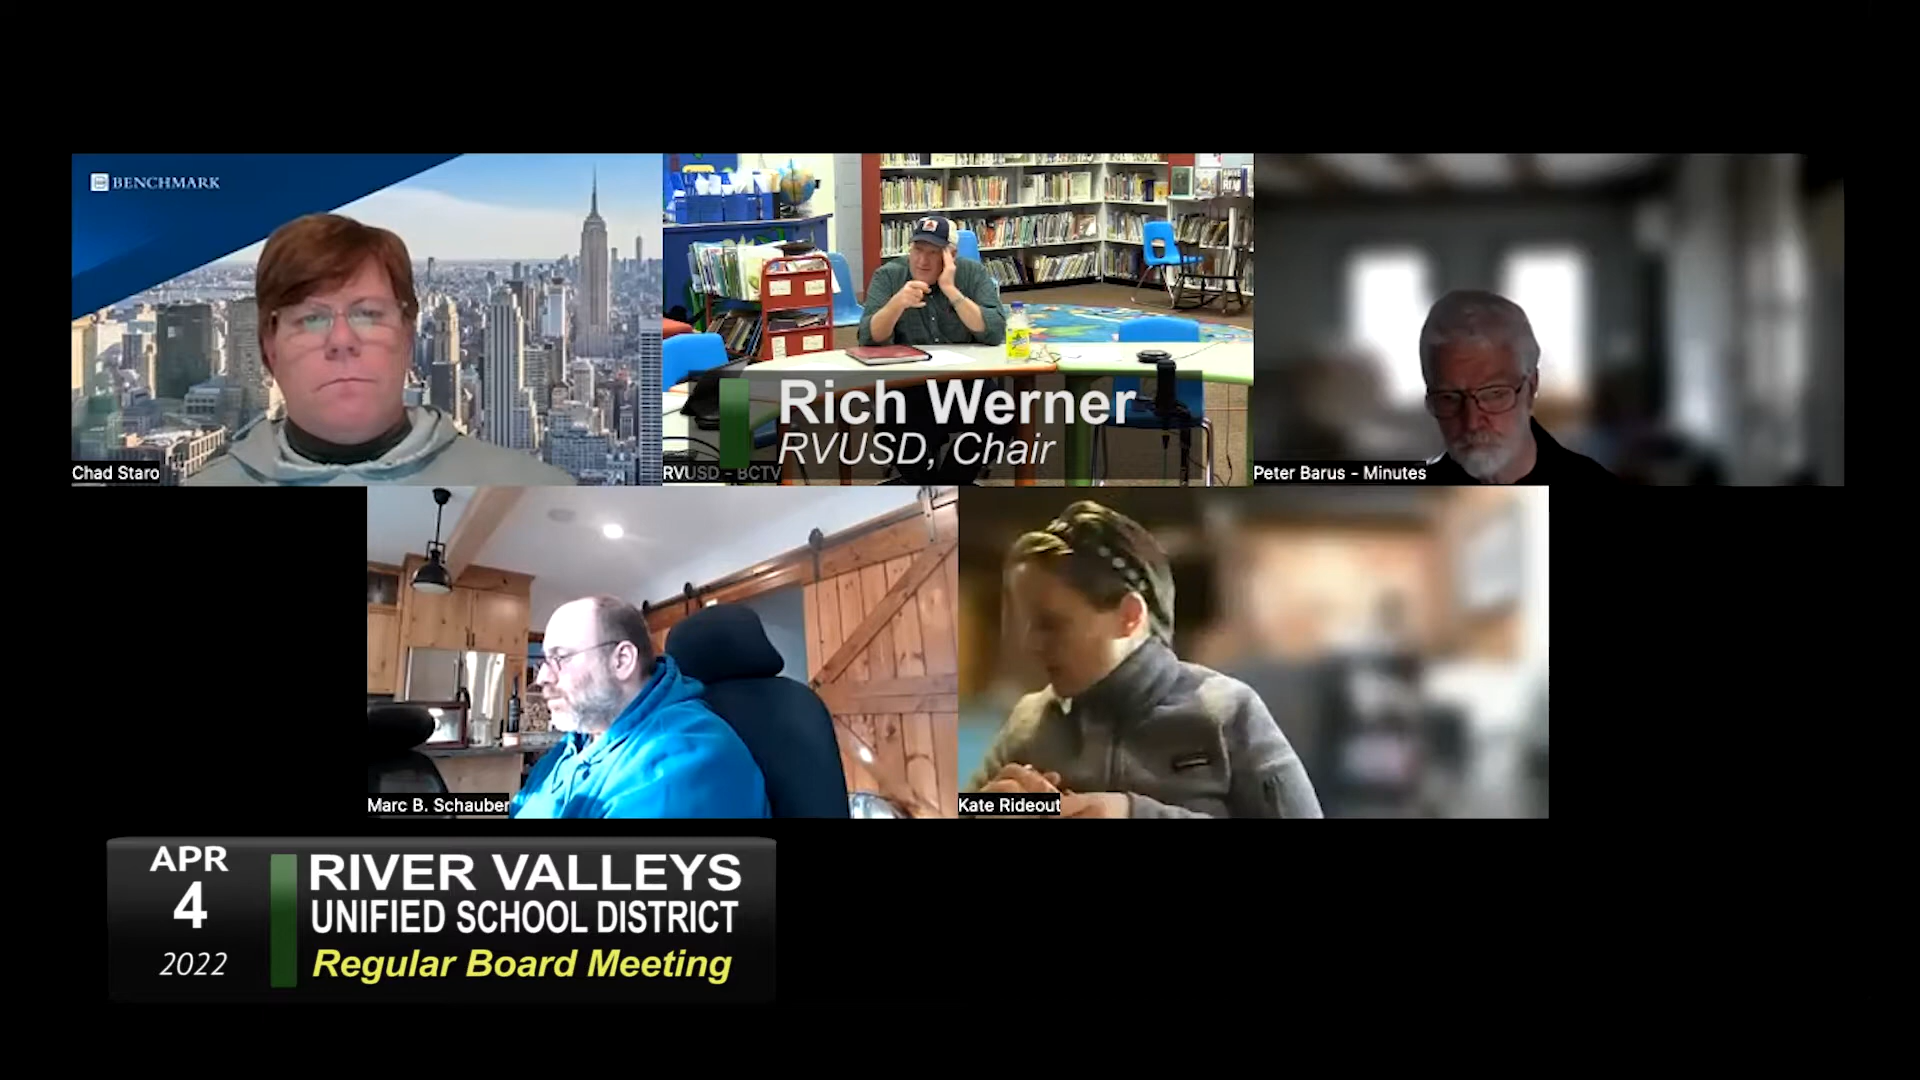 BENCHMARK
Chad Staro
Rich Werner
RVUSD, Chair
RVUSD - BCTV
Peter Barus - Minutes
Marc B. Schauber
Kate Rideout
APR
4
2022
RIVER VALLEYS
UNIFIED SCHOOL DISTRICT
Regular Board Meeting